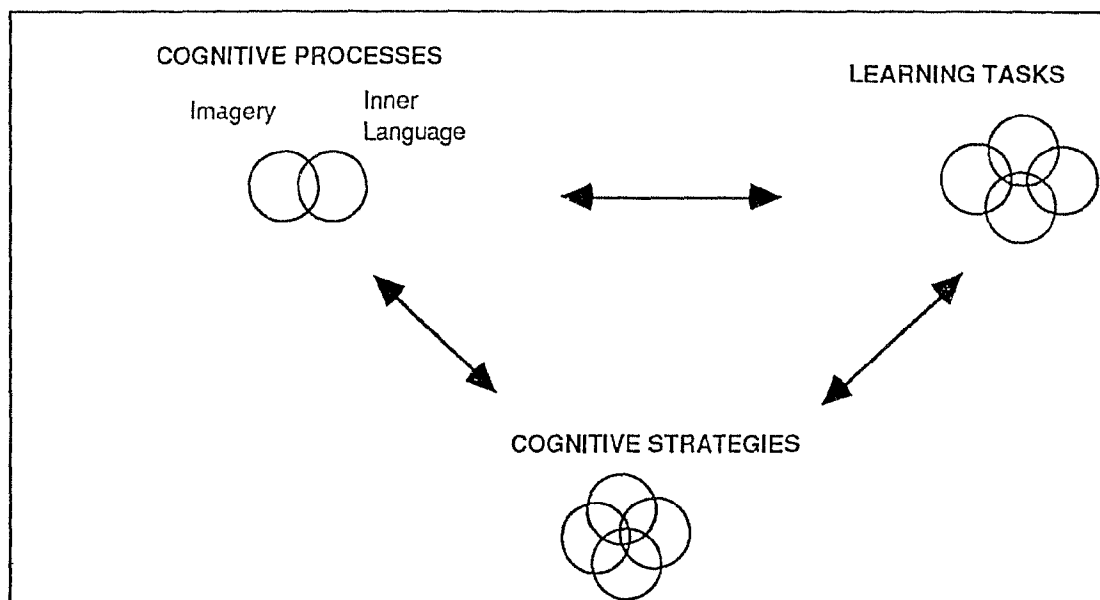 COGNITIVE PROCESSES
LEARNING TASKS
Imagery
Inner
Language
COGNITIVE STRATEGIES